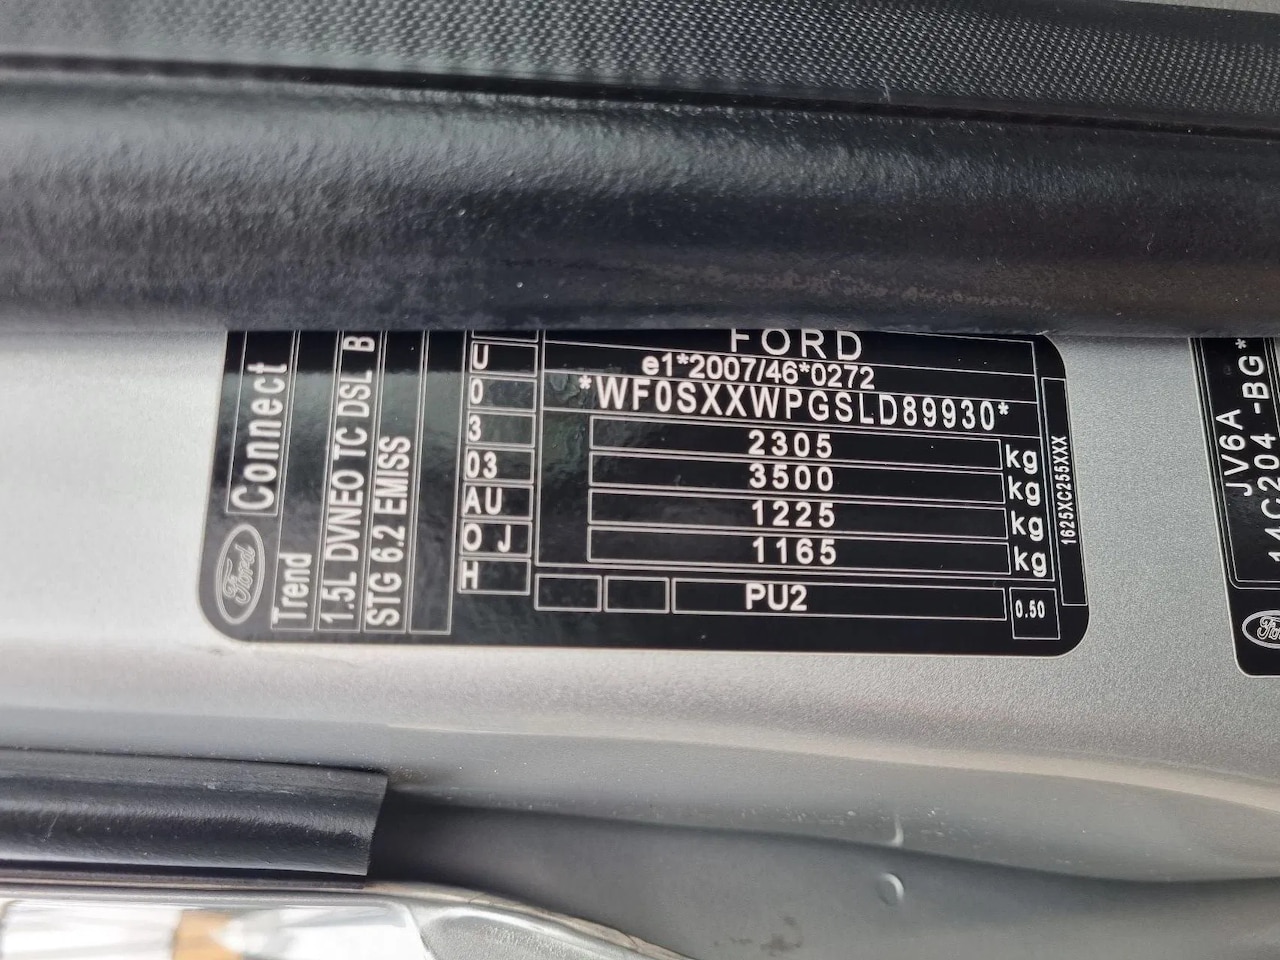 FORD
e1*2007/46*0272
*WF0SXXWPGSLD89930*
2305 kg
3500 kg
1225 kg
1165 kg
PU2
0.50
1625XC255XXX
U
0
3
03
AU
O J
H
Ford
Connect
Trend
1.5L DVNEO TC DSL B
STG 6.2 EMISS
JV6A
14C204 -BG*